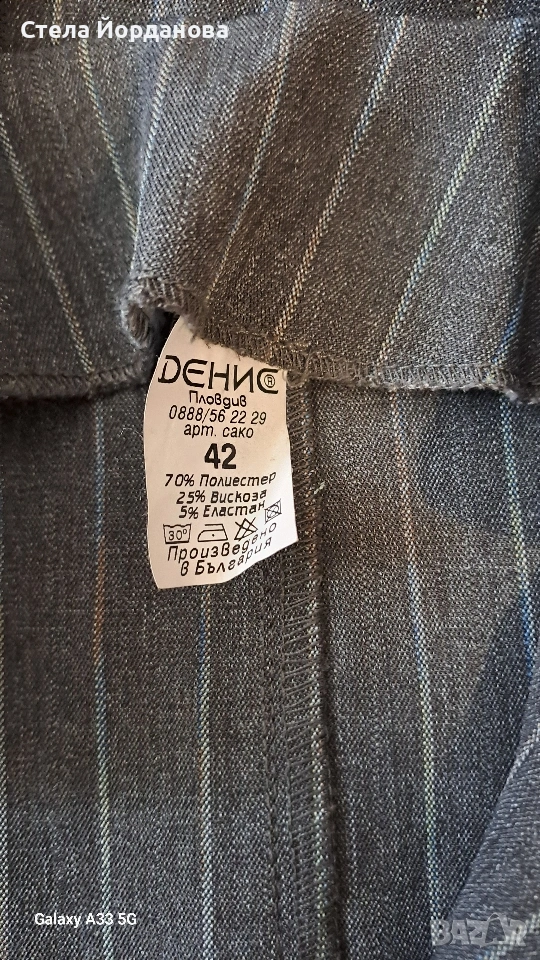 Стела Йорданова
ДЕНИС®
Пловдив
0888/56 22 29
арт. сако
42
70% Полиестер
25% Вискоза
5% Еластан
30°
Произведено
в България
Galaxy A33 5G
BAZAR